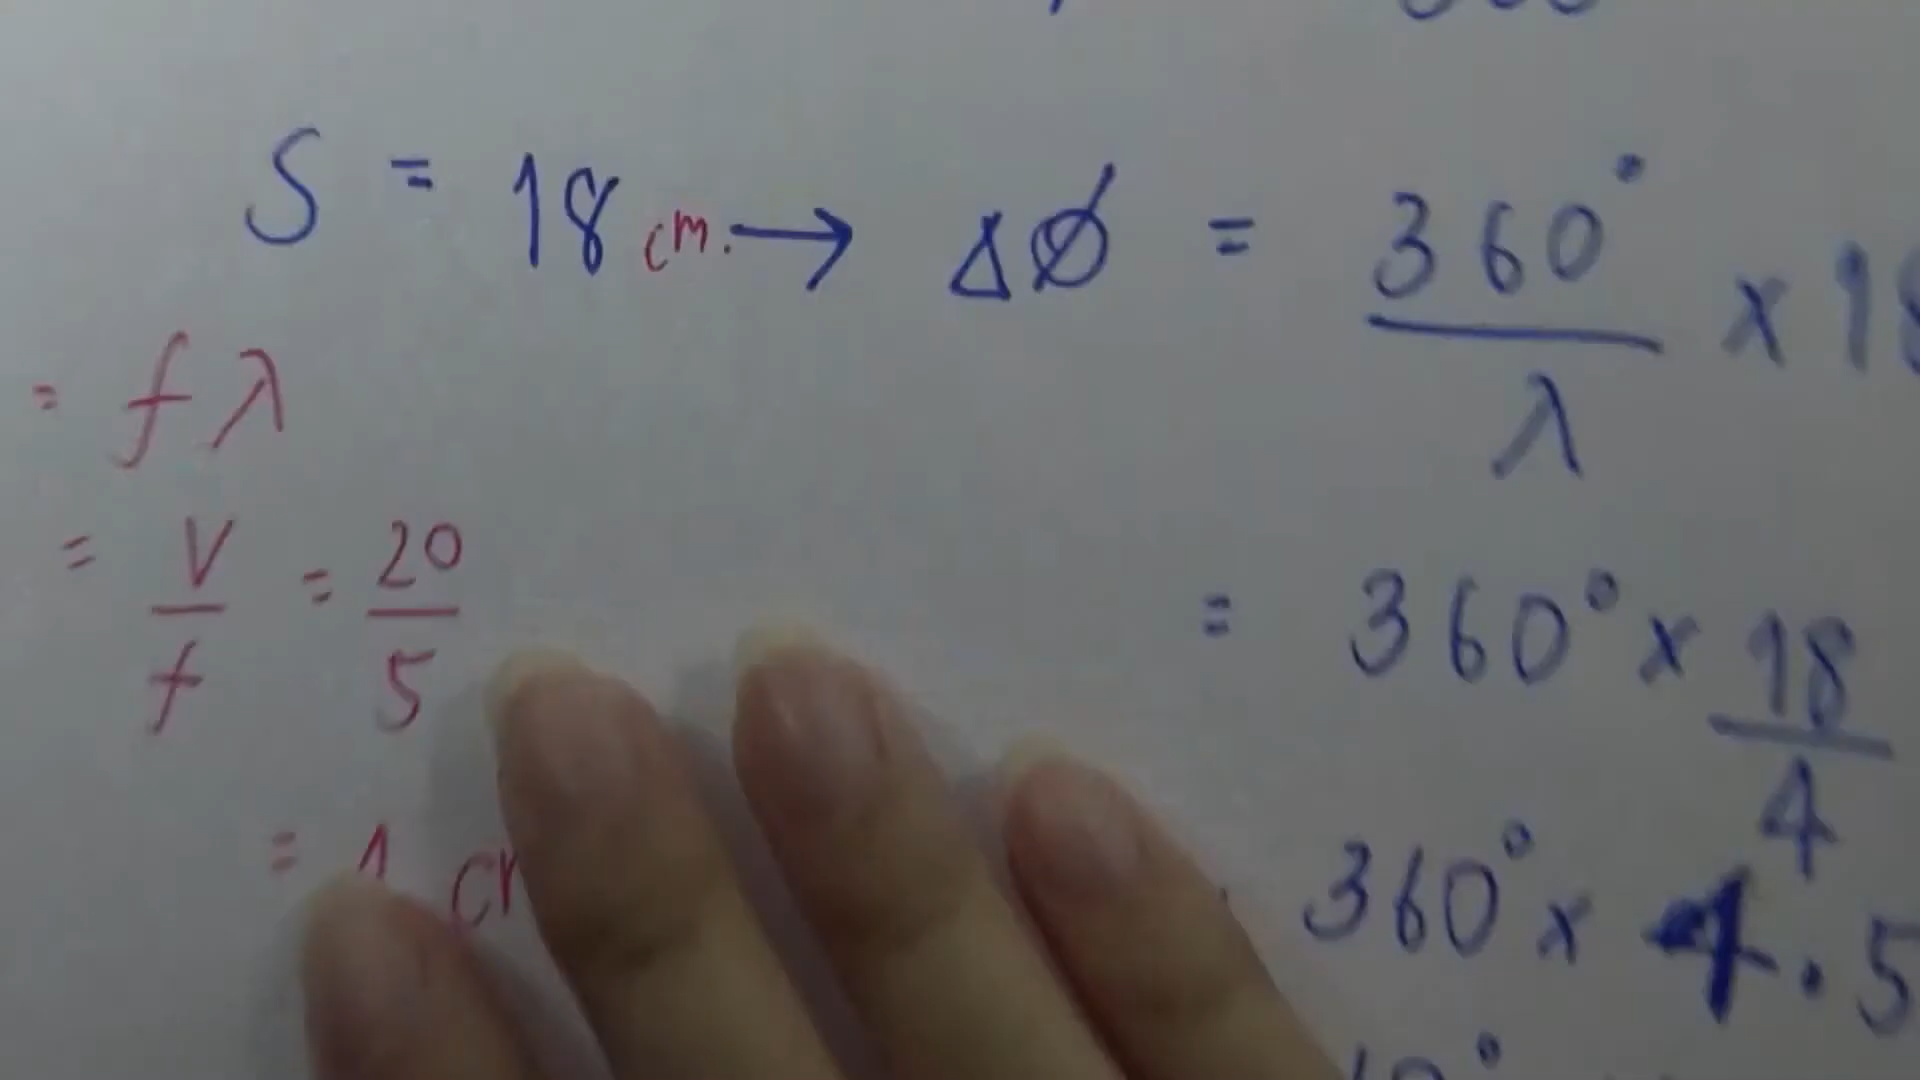 S = 18 cm. → Δø = 360° / λ × 18
= fλ
= v/f = 20/5
= 360° × 18/4
= 4 cm
360° × 4.5